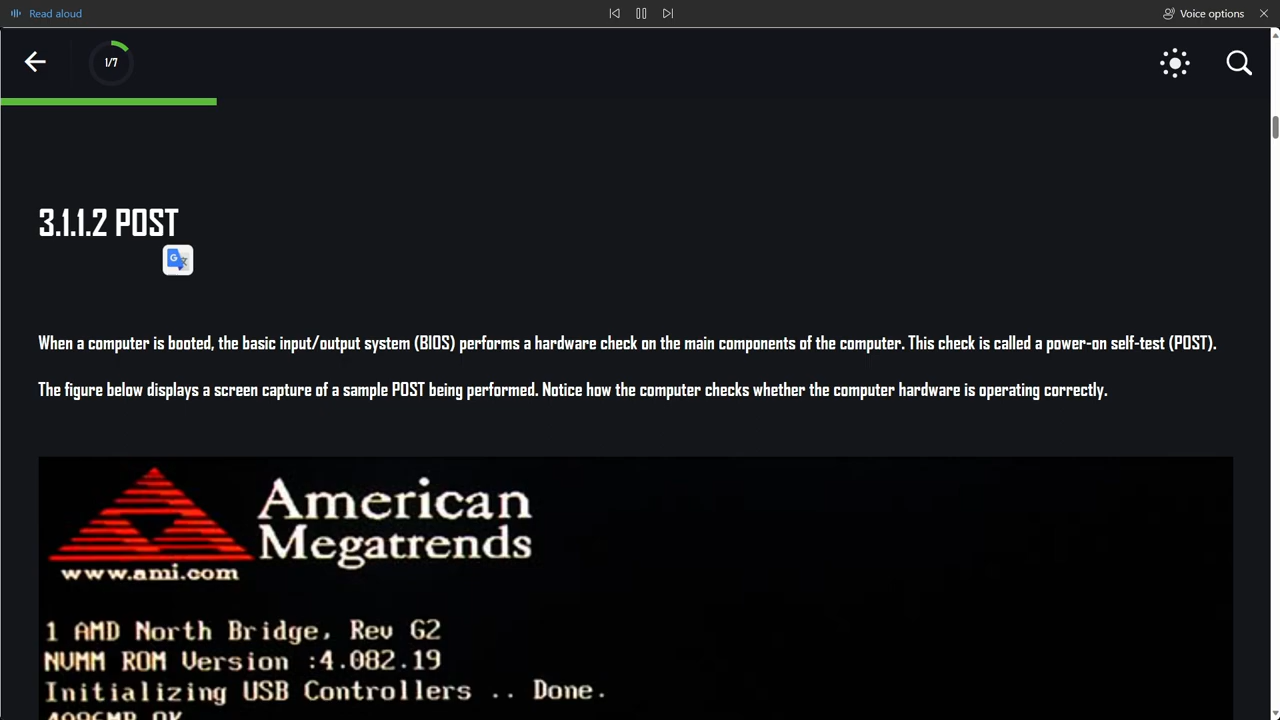 Read aloud
Voice options
1/7
3.1.1.2 POST
When a computer is booted, the basic input/output system (BIOS) performs a hardware check on the main components of the computer. This check is called a power-on self-test (POST).
The figure below displays a screen capture of a sample POST being performed. Notice how the computer checks whether the computer hardware is operating correctly.
American
Megatrends
www.ami.com
1 AMD North Bridge, Rev G2
NVMM ROM Version :4.082.19
Initializing USB Controllers .. Done.
4096MB OK